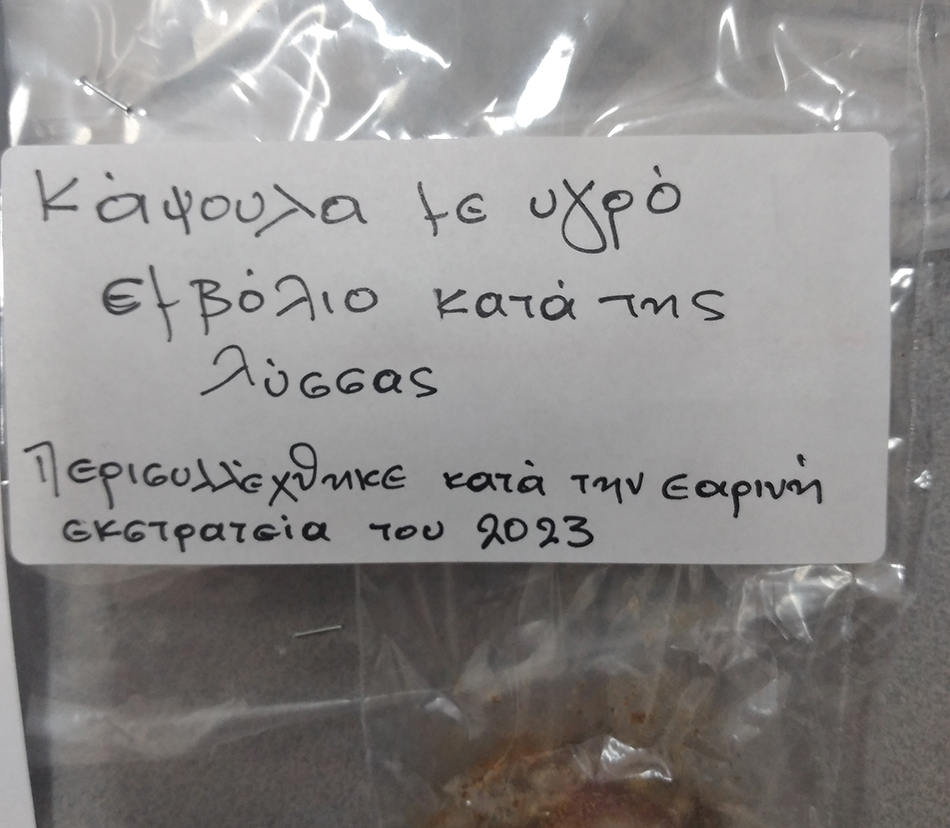 Κάψουλα με υγρό
εμβόλιο κατά της
λύσσας
Περισυλλέχθηκε κατά την εαρινή
εκστρατεία του 2023